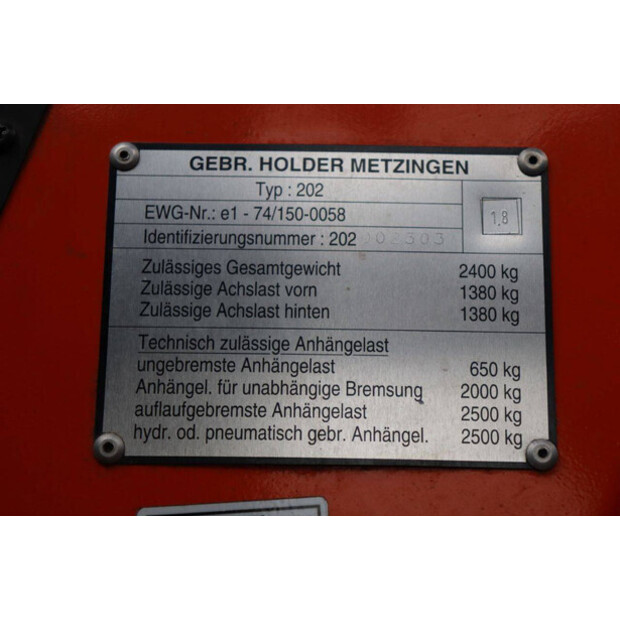 GEBR. HOLDER METZINGEN
Typ : 202
1.8
EWG-Nr.: e1 - 74/150-0058
Identifizierungsnummer : 202 002303
Zulässiges Gesamtgewicht 2400 kg
Zulässige Achslast vorn 1380 kg
Zulässige Achslast hinten 1380 kg
Technisch zulässige Anhängelast
ungebremste Anhängelast 650 kg
Anhängel. für unabhängige Bremsung 2000 kg
auflaufgebremste Anhängelast 2500 kg
hydr. od. pneumatisch gebr. Anhängel. 2500 kg